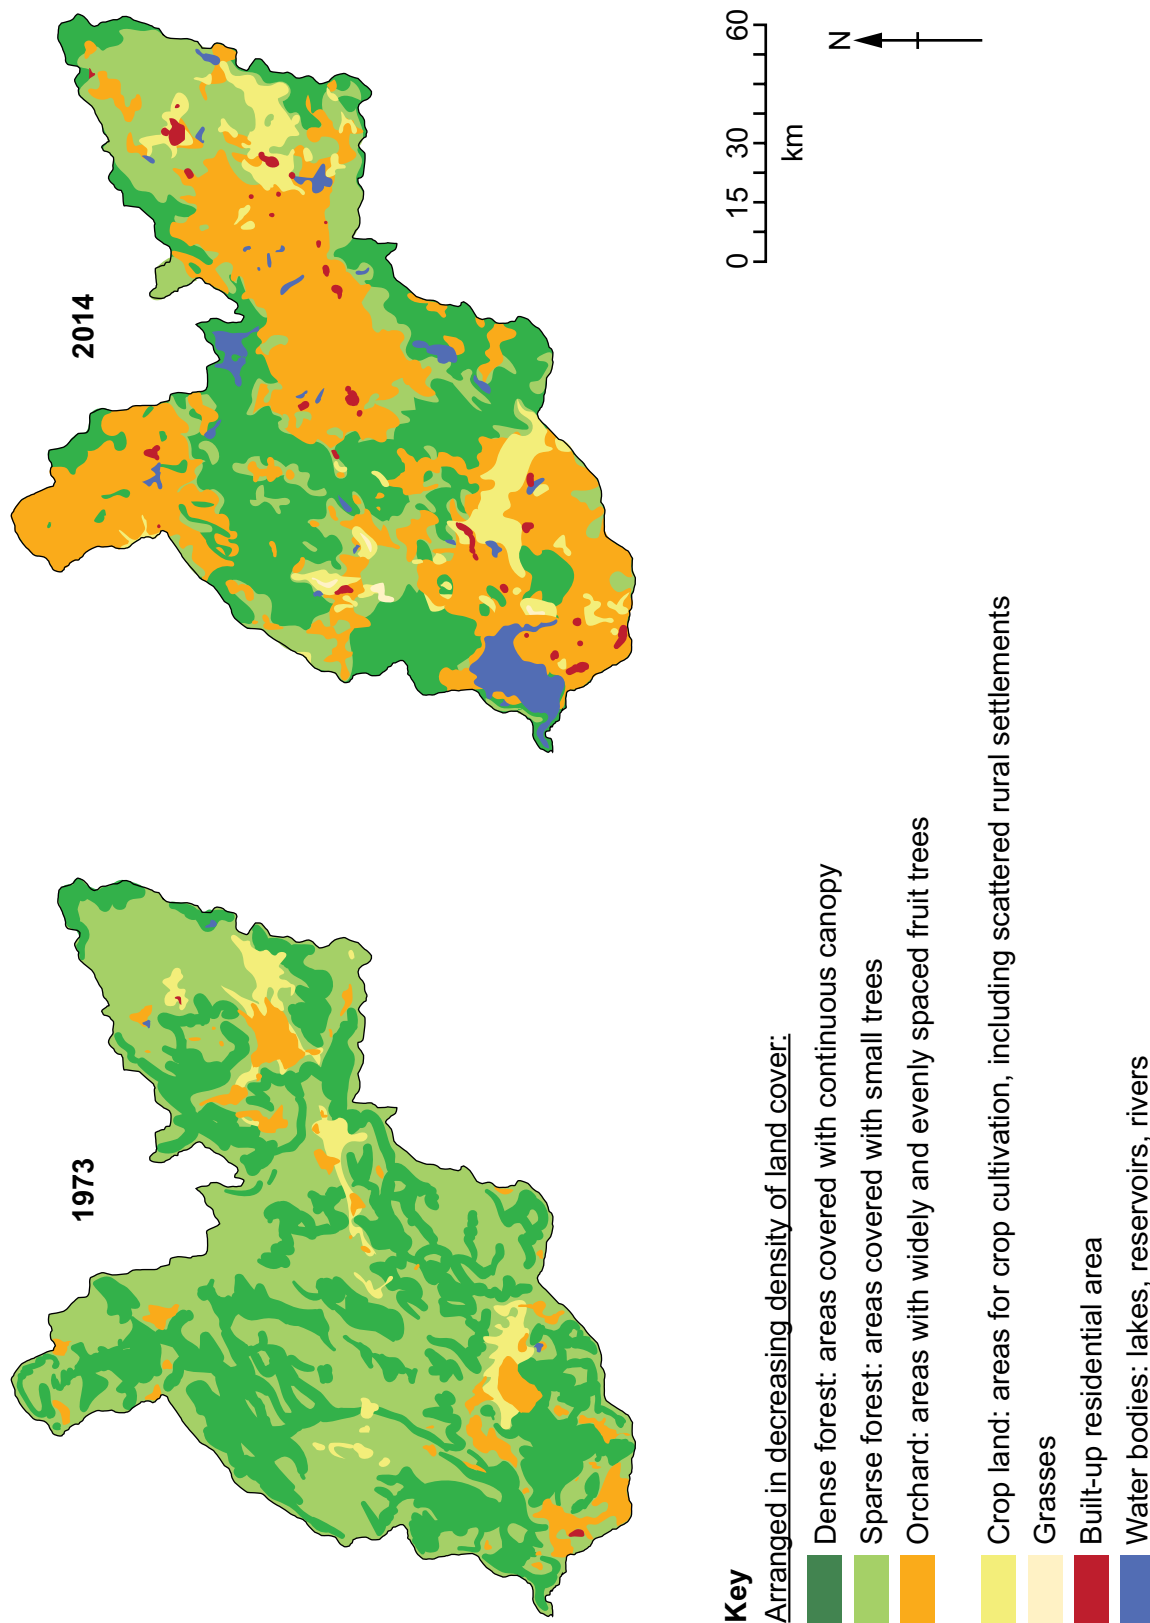 1973
2014
Key
Arranged in decreasing density of land cover:
Dense forest: areas covered with continuous canopy
Sparse forest: areas covered with small trees
Orchard: areas with widely and evenly spaced fruit trees
Crop land: areas for crop cultivation, including scattered rural settlements
Grasses
Built-up residential area
Water bodies: lakes, reservoirs, rivers
0 15 30 60
km
N